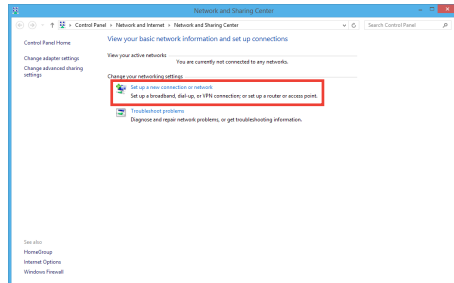 Network and Sharing Center
Control Panel > Network and Internet > Network and Sharing Center
Search Control Panel
Control Panel Home
Change adapter settings
Change advanced sharing
settings
View your basic network information and set up connections
View your active networks
You are currently not connected to any networks.
Change your networking settings
Set up a new connection or network
Set up a broadband, dial-up, or VPN connection; or set up a router or access point.
Troubleshoot problems
Diagnose and repair network problems, or get troubleshooting information.
See also
HomeGroup
Internet Options
Windows Firewall